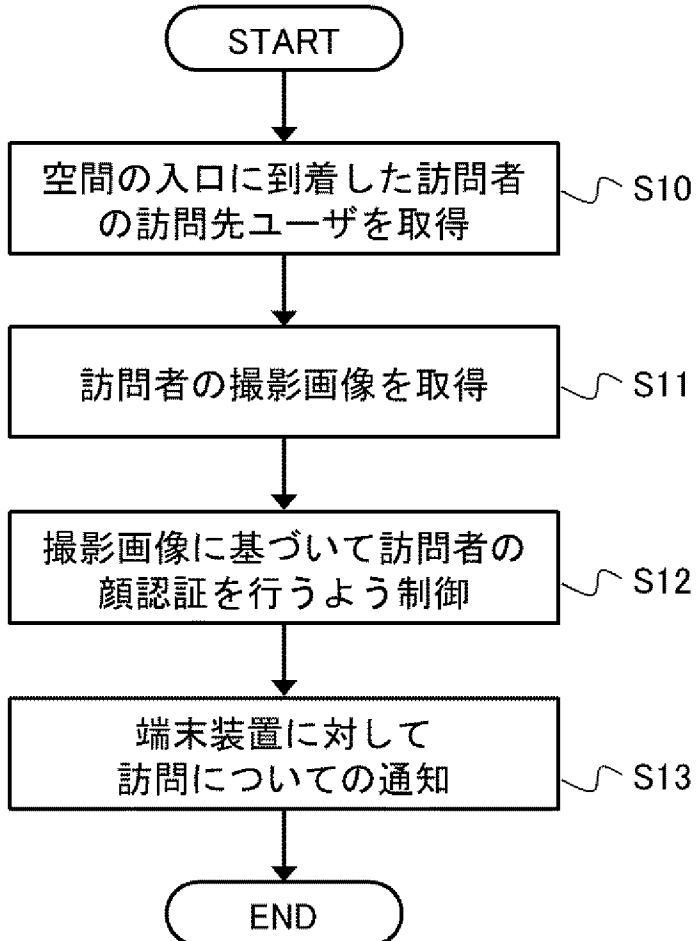 START
空間の入口に到着した訪問者
の訪問先ユーザを取得
S10
訪問者の撮影画像を取得
S11
撮影画像に基づいて訪問者の
顔認証を行うよう制御
S12
端末装置に対して
訪問についての通知
S13
END